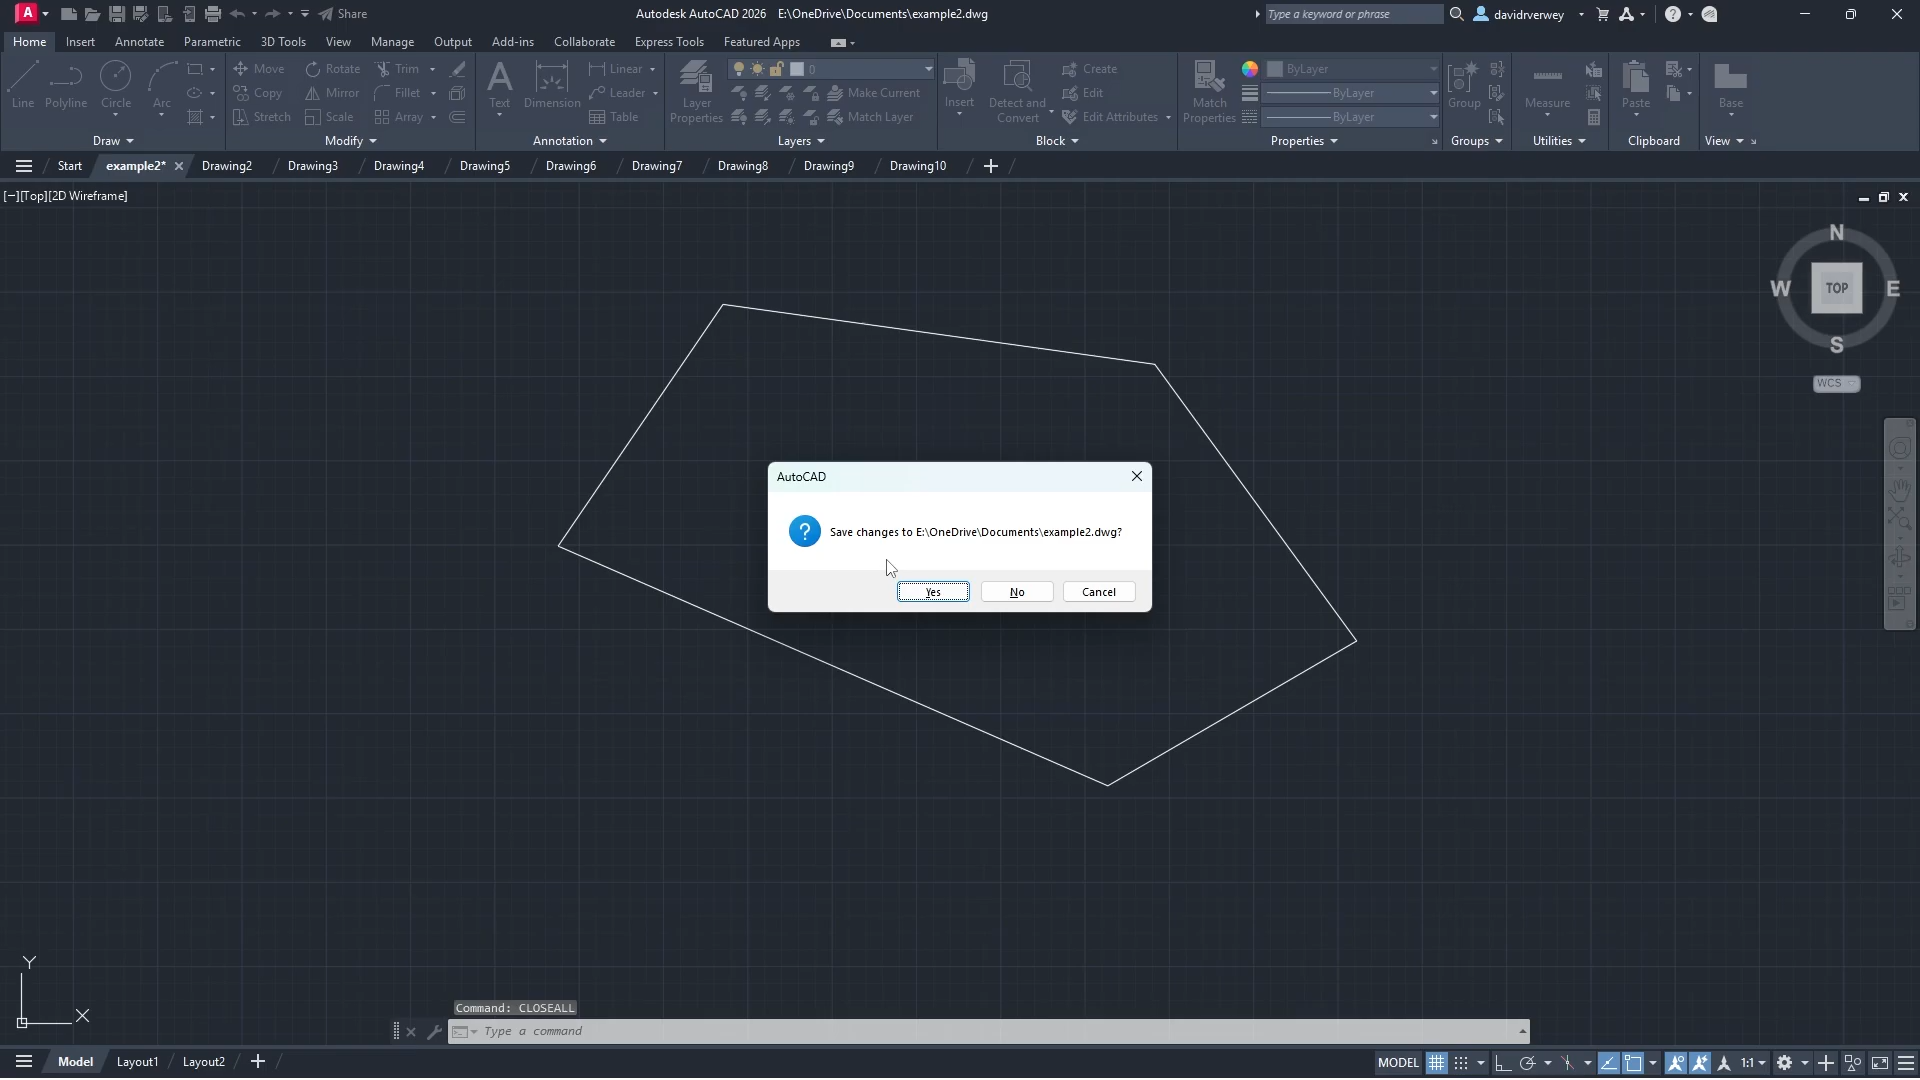 A Share Autodesk AutoCAD 2026 E:\OneDrive\Documents\example2.dwg Type a keyword or phrase davidrverwey
Home Insert Annotate Parametric 3D Tools View Manage Output Add-ins Collaborate Express Tools Featured Apps
Line Polyline Circle Arc
Move Rotate Trim
Copy Mirror Fillet
Stretch Scale Array
Text Dimension
Linear
Leader
Table
Layer
Properties
0
Make Current
Match Layer
Insert
Detect and
Convert
Create
Edit
Edit Attributes
Match
Properties
ByLayer
ByLayer
ByLayer
Group
Measure
Paste
Base
Draw Modify Annotation Layers Block Properties Groups Utilities Clipboard View
Start example2* Drawing2 Drawing3 Drawing4 Drawing5 Drawing6 Drawing7 Drawing8 Drawing9 Drawing10
[−][Top][2D Wireframe]
N
W TOP E
S
WCS
AutoCAD
Save changes to E:\OneDrive\Documents\example2.dwg?
Yes No Cancel
Y
X
Command: CLOSEALL
Type a command
Model Layout1 Layout2 MODEL 1:1